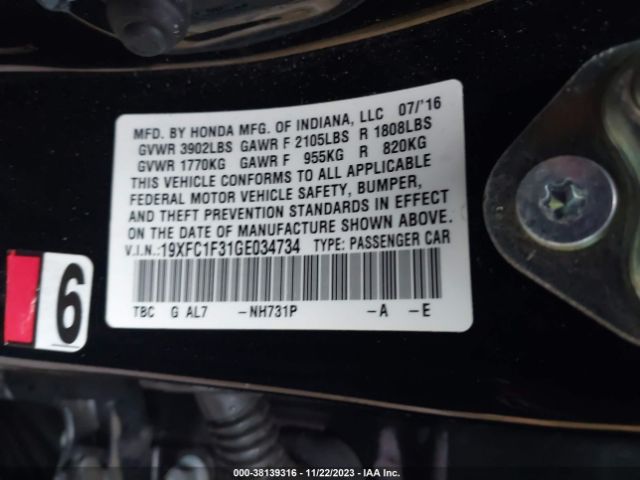 MFD. BY HONDA MFG. OF INDIANA, LLC 07/'16
GVWR 3902LBS GAWR F 2105LBS R 1808LBS
GVWR 1770KG GAWR F 955KG R 820KG
THIS VEHICLE CONFORMS TO ALL APPLICABLE
FEDERAL MOTOR VEHICLE SAFETY, BUMPER,
AND THEFT PREVENTION STANDARDS IN EFFECT
ON THE DATE OF MANUFACTURE SHOWN ABOVE.
V.I.N.:19XFC1F31GE034734 TYPE: PASSENGER CAR
TBC G AL7 –NH731P –A –E
6
000-38139316 - 11/22/2023 - IAA Inc.